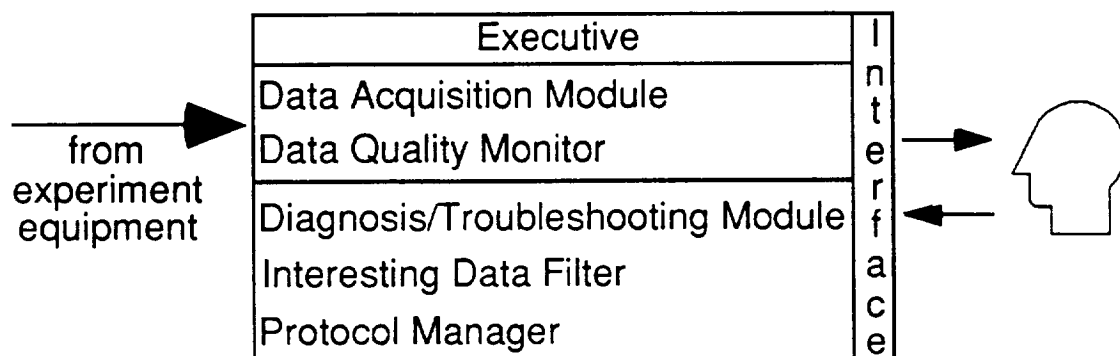 Executive
Data Acquisition Module
Data Quality Monitor
from
experiment
equipment
Diagnosis/Troubleshooting Module
Interesting Data Filter
Protocol Manager
Interface